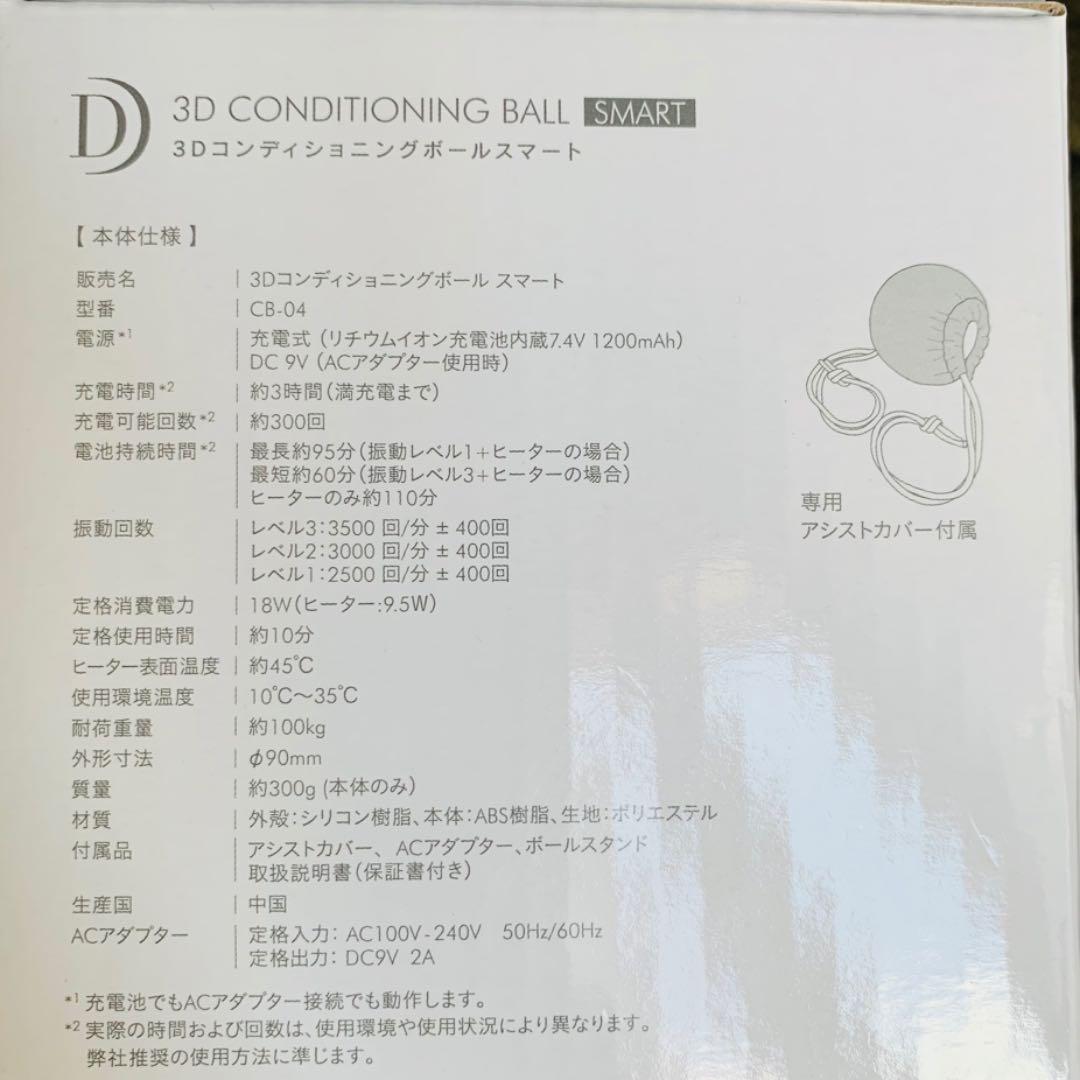 D
3D CONDITIONING BALL SMART
3Dコンディショニングボールスマート
【 本体仕様 】
販売名 3Dコンディショニングボール スマート
型番 CB-04
電源*1 充電式（リチウムイオン充電池内蔵7.4V 1200mAh）
DC 9V（ACアダプター使用時）
充電時間*2 約3時間（満充電まで）
充電可能回数*2 約300回
電池持続時間*2 最長約95分（振動レベル1+ヒーターの場合）
最短約60分（振動レベル3+ヒーターの場合）
ヒーターのみ約110分
振動回数 レベル3：3500 回/分 ± 400回
レベル2：3000 回/分 ± 400回
レベル1：2500 回/分 ± 400回
定格消費電力 18W（ヒーター：9.5W）
定格使用時間 約10分
ヒーター表面温度 約45℃
使用環境温度 10℃〜35℃
耐荷重量 約100kg
外形寸法 φ90mm
質量 約300g (本体のみ)
材質 外殻：シリコン樹脂、本体：ABS樹脂、生地：ポリエステル
付属品 アシストカバー、 ACアダプター、ボールスタンド
取扱説明書（保証書付き）
生産国 中国
ACアダプター 定格入力： AC100V-240V 50Hz/60Hz
定格出力： DC9V 2A
専用
アシストカバー付属
*1 充電池でもACアダプター接続でも動作します。
*2 実際の時間および回数は、使用環境や使用状況により異なります。
弊社推奨の使用方法に準じます。